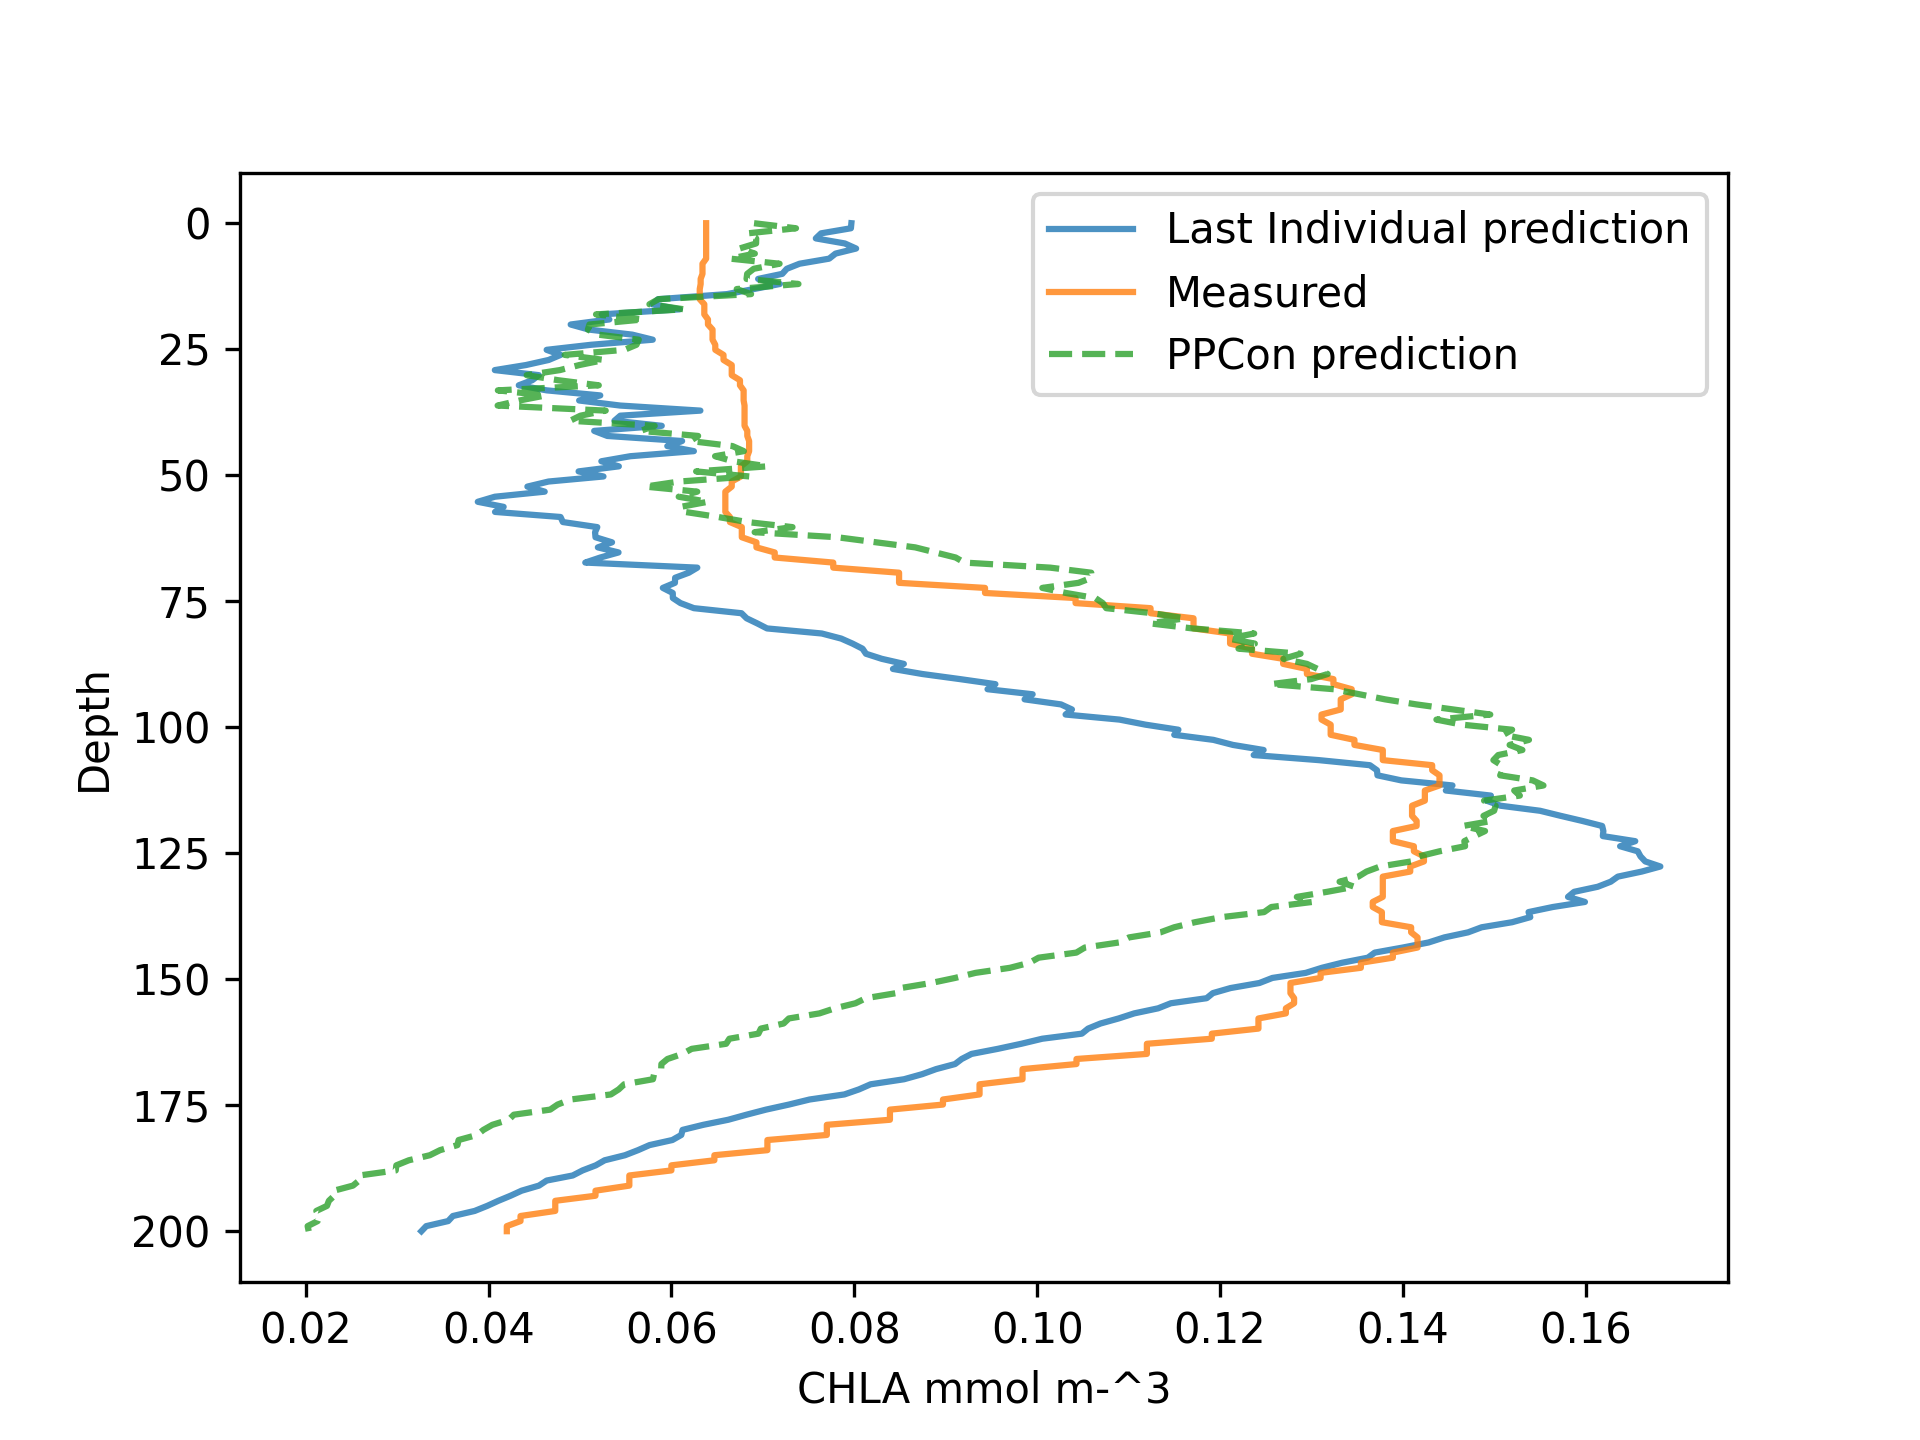 Last Individual prediction
Measured
PPCon prediction
0
25
50
75
100
125
150
175
200
Depth
0.02 0.04 0.06 0.08 0.10 0.12 0.14 0.16
CHLA mmol m-^3